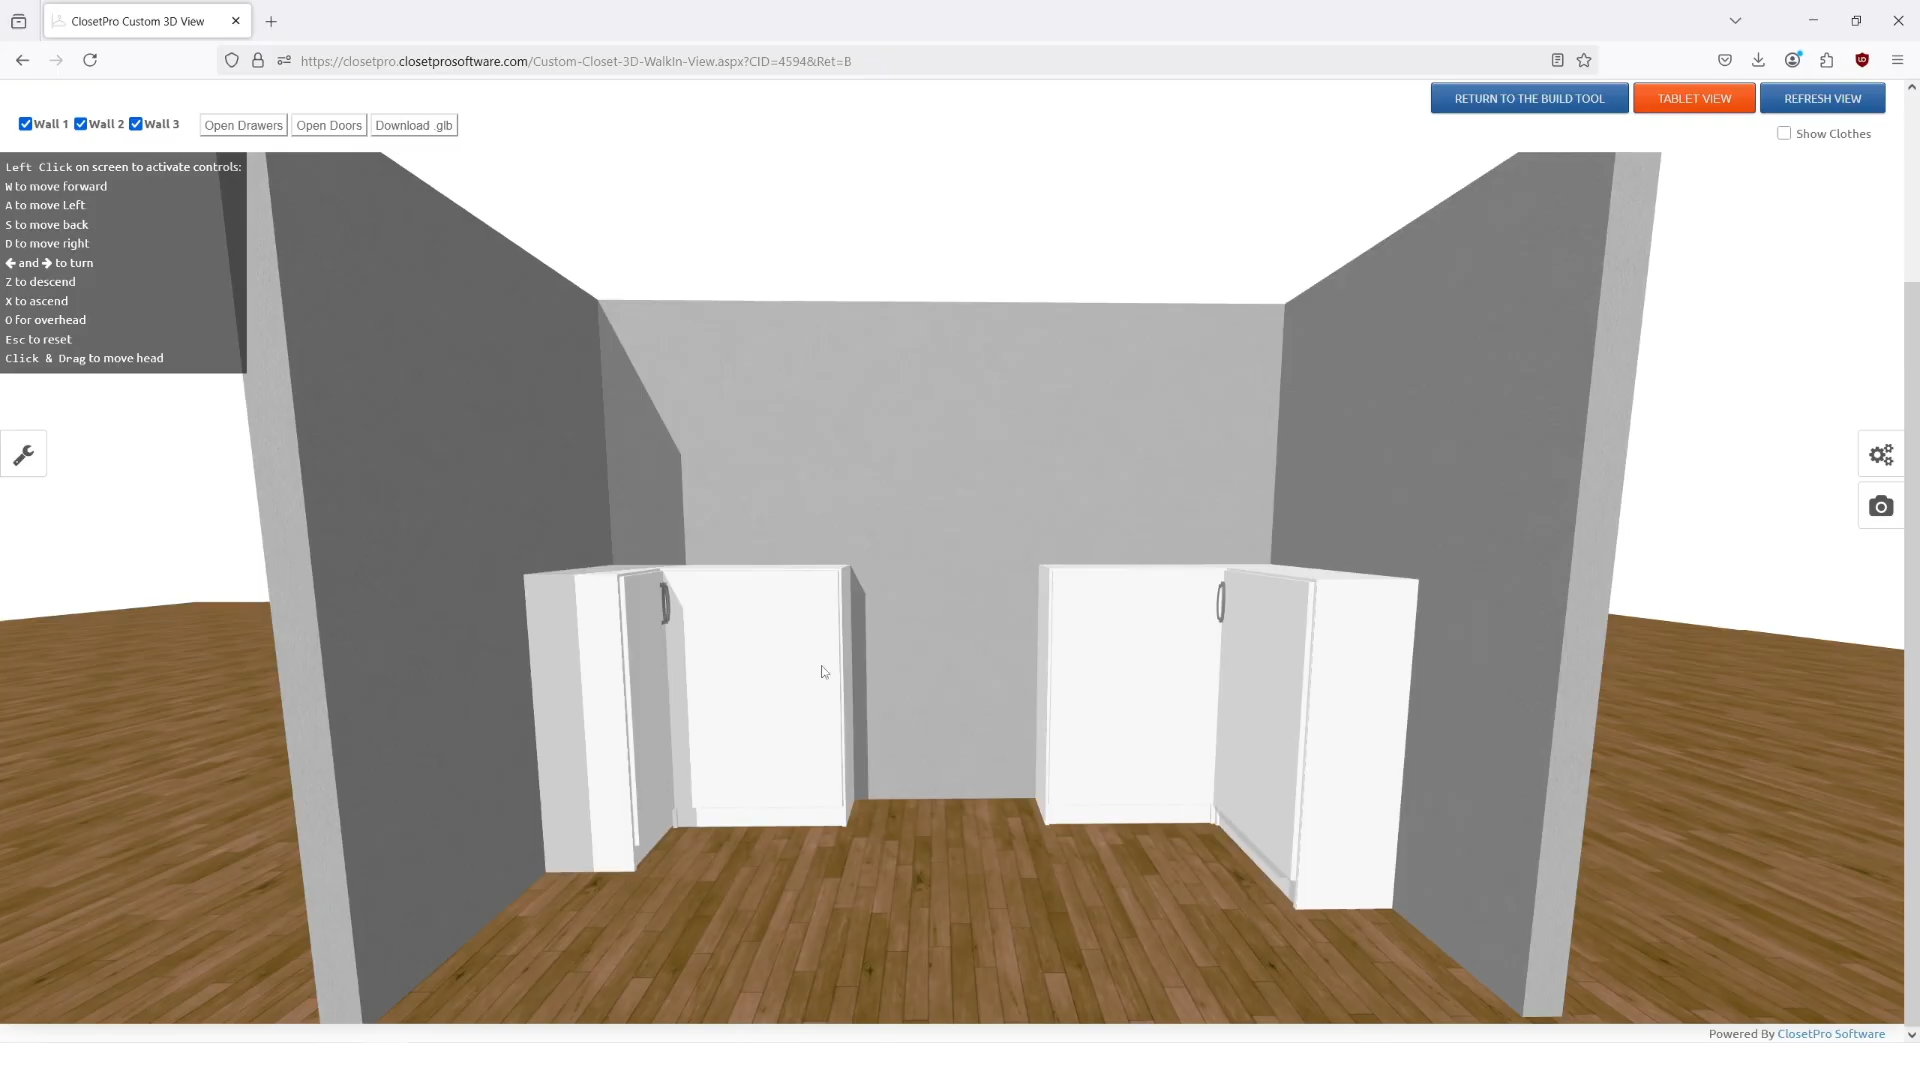 ClosetPro Custom 3D View
https://closetpro.closetprosoftware.com/Custom-Closet-3D-WalkIn-View.aspx?CID=4594&Ret=B
RETURN TO THE BUILD TOOL TABLET VIEW REFRESH VIEW
Wall 1 Wall 2 Wall 3 Open Drawers Open Doors Download .glb
Show Clothes
Left Click on screen to activate controls:
W to move forward
A to move Left
S to move back
D to move right
🡸 and 🡺 to turn
Z to descend
X to ascend
O for overhead
Esc to reset
Click & Drag to move head
Powered By ClosetPro Software